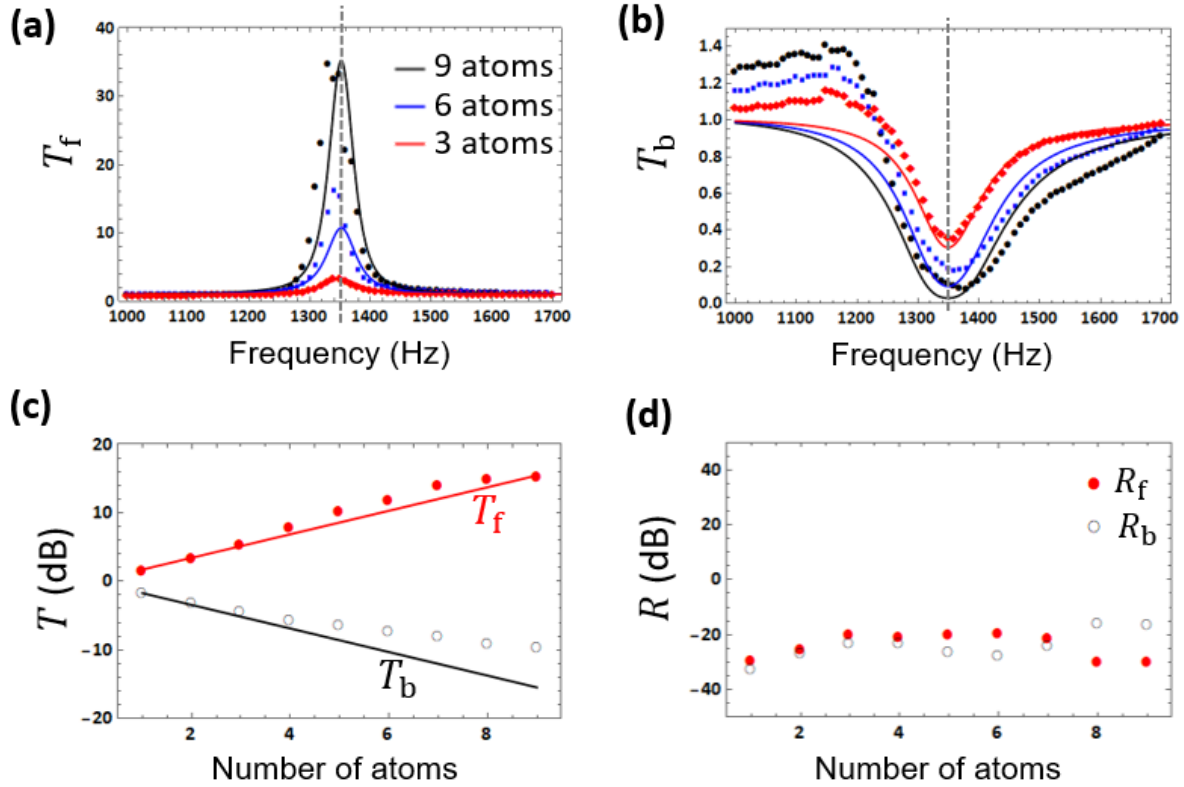 (a)
40
30
20
10
0
T_f
9 atoms
6 atoms
3 atoms
1000 1100 1200 1300 1400 1500 1600 1700
Frequency (Hz)
(b)
1.4
1.2
1.0
0.8
0.6
0.4
0.2
0.0
T_b
1000 1100 1200 1300 1400 1500 1600 1700
Frequency (Hz)
(c)
20
10
0
−10
−20
T (dB)
T_f
T_b
2 4 6 8
Number of atoms
(d)
40
20
0
−20
−40
R (dB)
R_f
R_b
2 4 6 8
Number of atoms